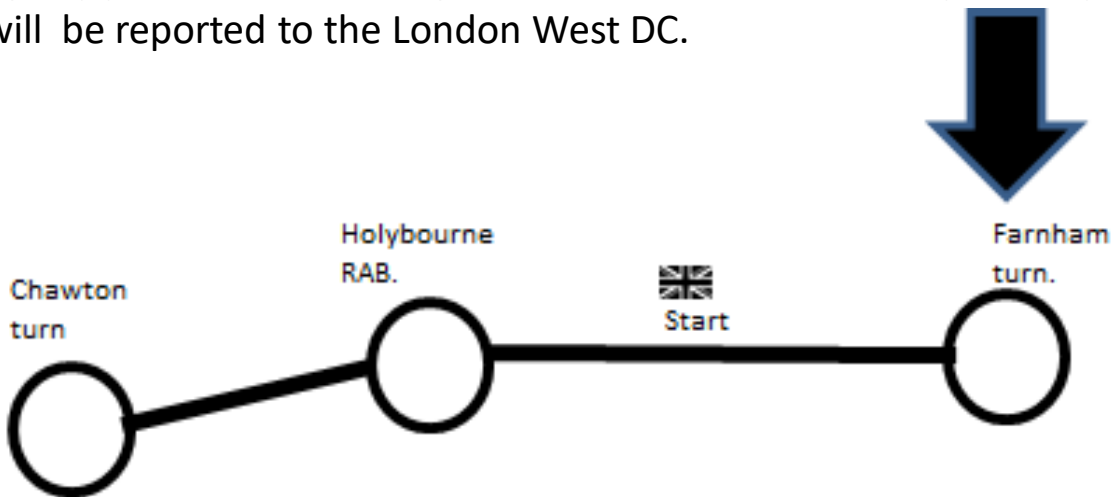 will  be reported to the London West DC.
Holybourne
RAB.
Farnham
turn.
Chawton
turn
Start